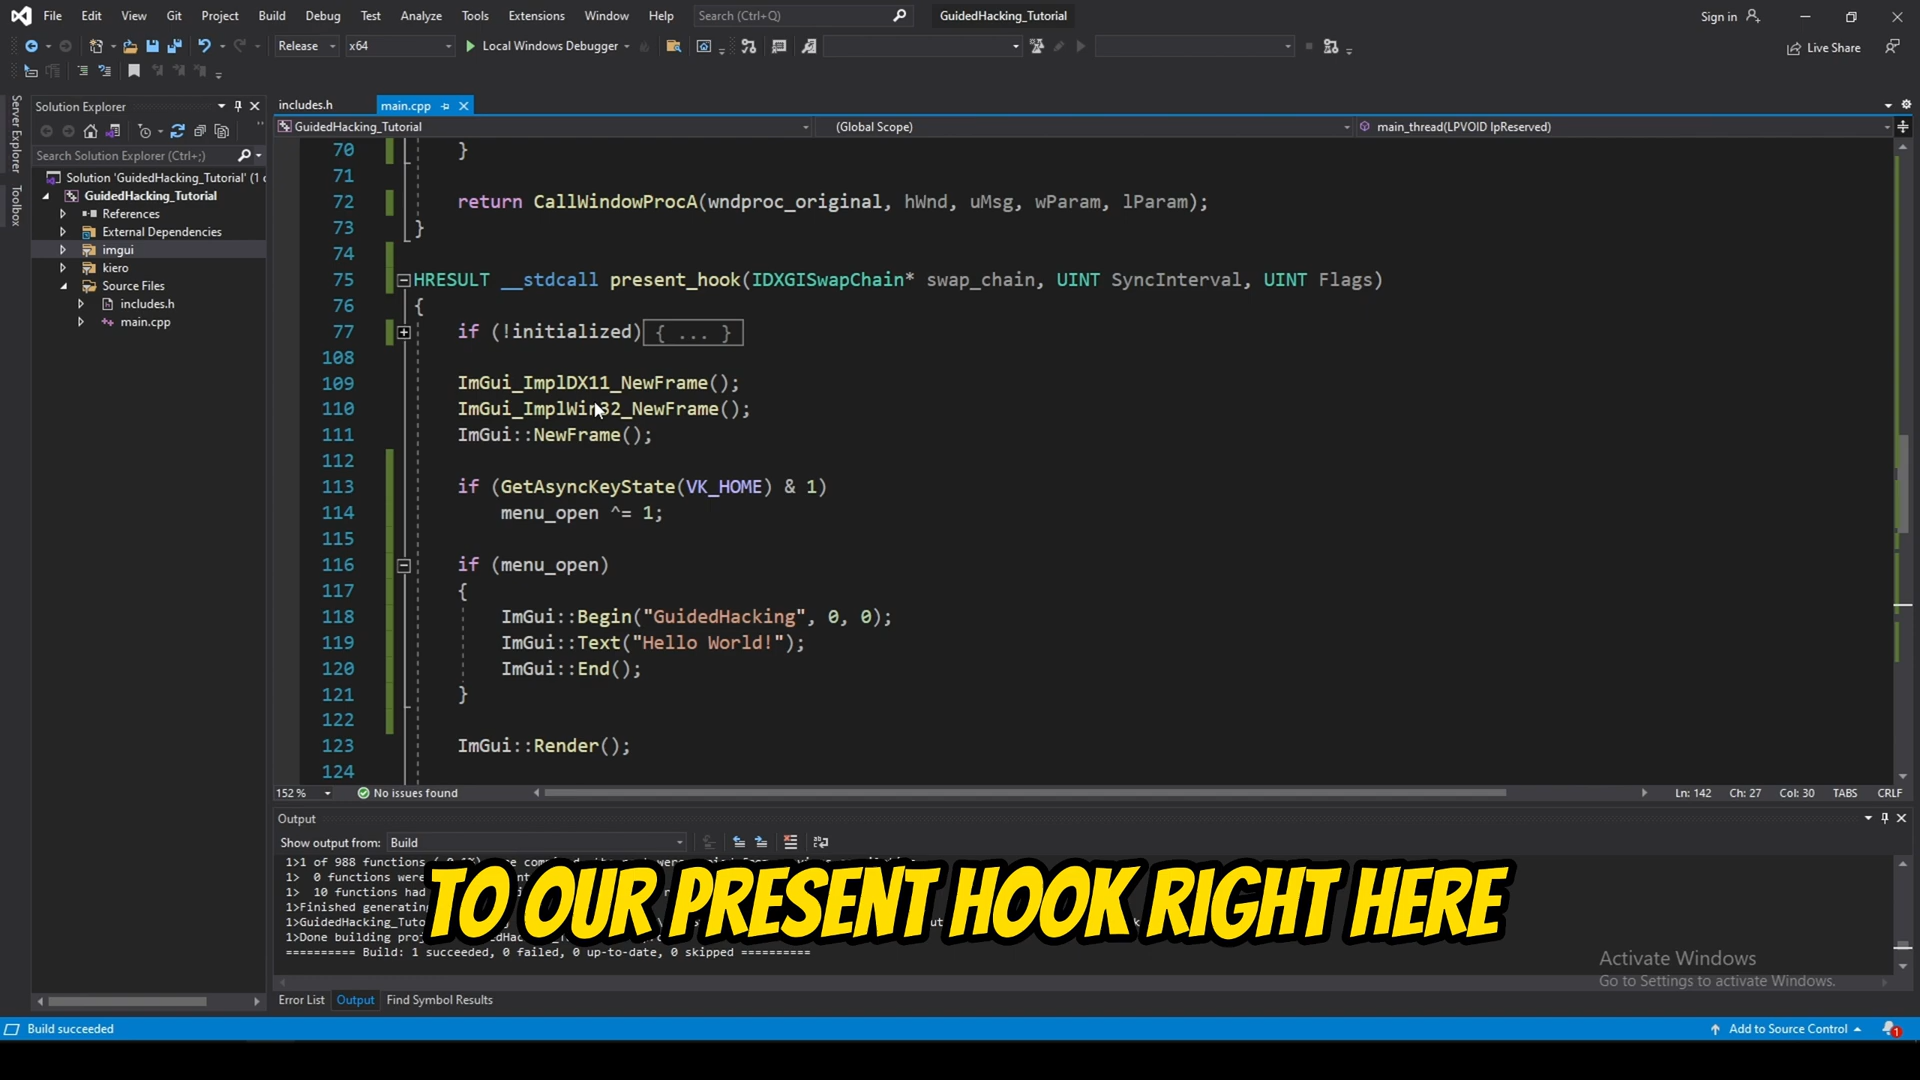 File Edit View Git Project Build Debug Test Analyze Tools Extensions Window Help Search (Ctrl+Q) GuidedHacking_Tutorial Sign in
Release x64 Local Windows Debugger Live Share
Server Explorer
Toolbox
Solution Explorer
Search Solution Explorer (Ctrl+;)
Solution 'GuidedHacking_Tutorial' (1
GuidedHacking_Tutorial
References
External Dependencies
imgui
kiero
Source Files
includes.h
main.cpp
includes.h main.cpp
GuidedHacking_Tutorial (Global Scope) main_thread(LPVOID lpReserved)
70 }
71
72 return CallWindowProcA(wndproc_original, hWnd, uMsg, wParam, lParam);
73 }
74
75 HRESULT __stdcall present_hook(IDXGISwapChain* swap_chain, UINT SyncInterval, UINT Flags)
76 {
77 if (!initialized) { ... }
108
109 ImGui_ImplDX11_NewFrame();
110 ImGui_ImplWin32_NewFrame();
111 ImGui::NewFrame();
112
113 if (GetAsyncKeyState(VK_HOME) & 1)
114 menu_open ^= 1;
115
116 if (menu_open)
117 {
118 ImGui::Begin("GuidedHacking", 0, 0);
119 ImGui::Text("Hello World!");
120 ImGui::End();
121 }
122
123 ImGui::Render();
124
152 % No issues found Ln: 142 Ch: 27 Col: 30 TABS CRLF
Output
Show output from: Build
1>1 of 988 functions
1> 0 functions were
1> 10 functions had
1>Finished generating
1>GuidedHacking_Tuto
1>Done building proj
========== Build: 1 succeeded, 0 failed, 0 up-to-date, 0 skipped ==========
TO OUR PRESENT HOOK RIGHT HERE
Activate Windows
Go to Settings to activate Windows.
Error List Output Find Symbol Results
Build succeeded Add to Source Control 1